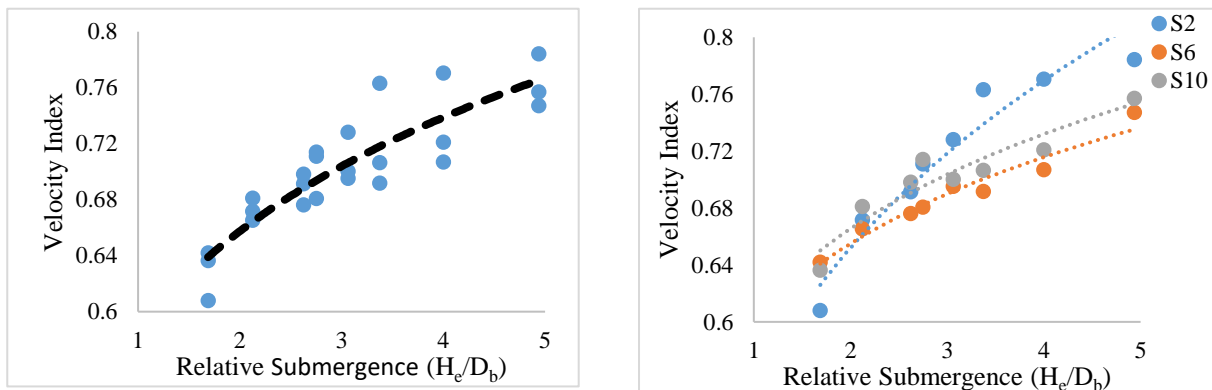 0.8
0.76
0.72
0.68
0.64
0.6
Velocity Index
1 2 3 4 5
Relative Submergence (He/Db)
S2
S6
S10
0.8
0.76
0.72
0.68
0.64
0.6
Velocity Index
1 2 3 4 5
Relative Submergence (He/Db)